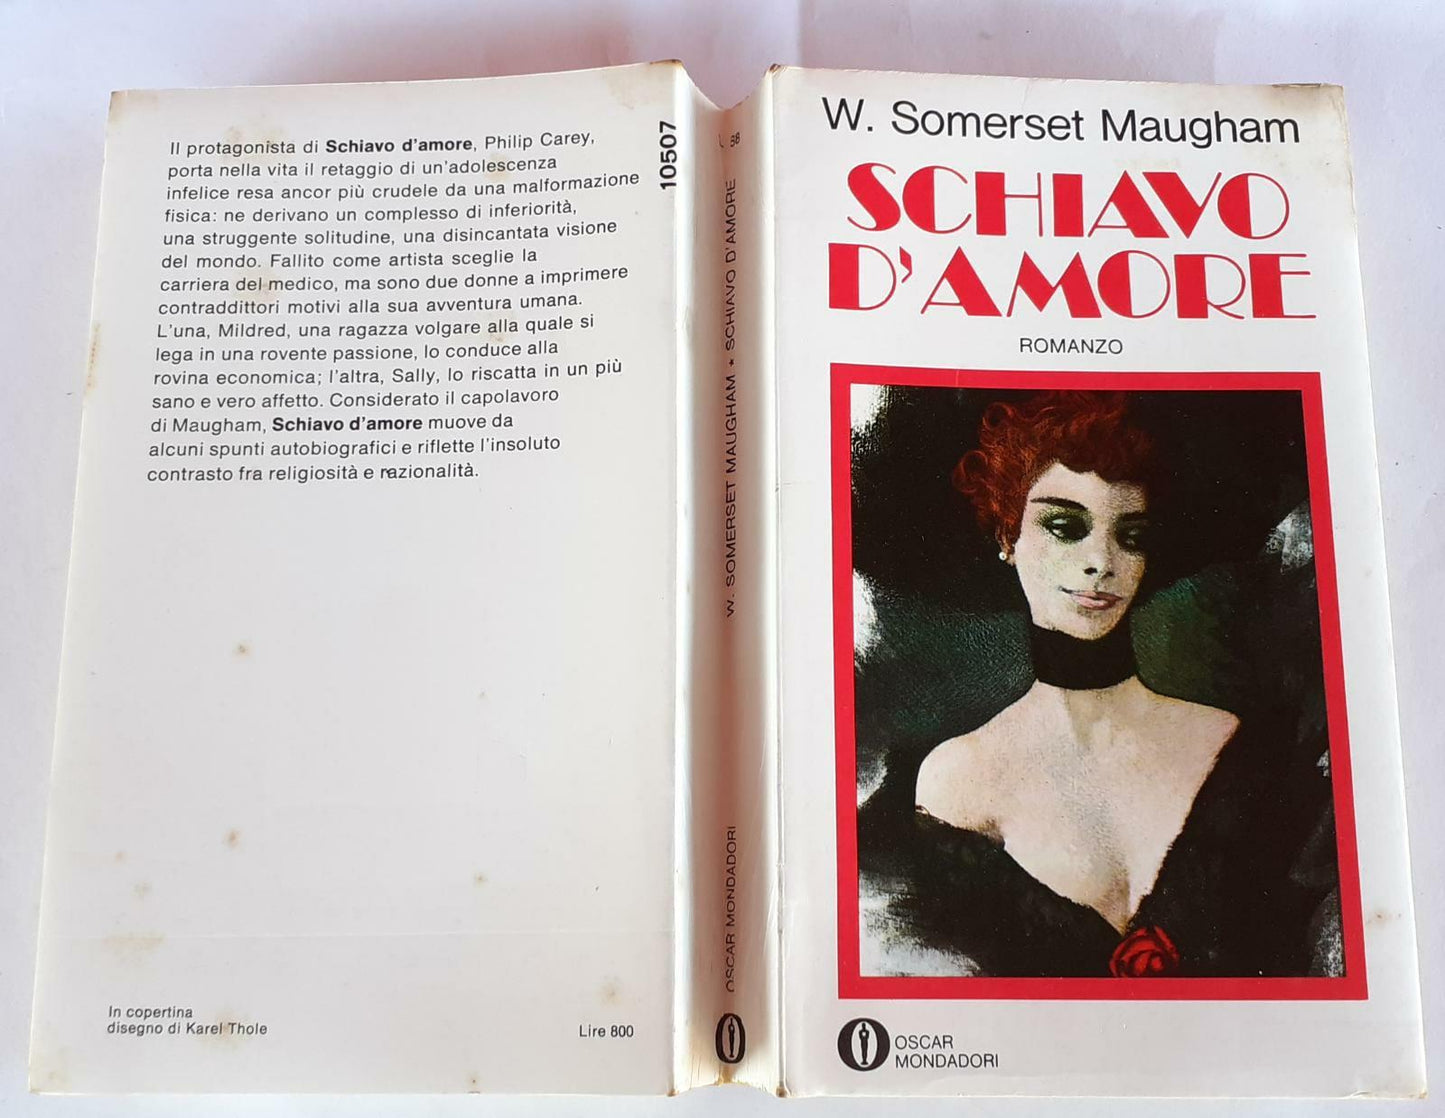 Il protagonista di Schiavo d'amore, Philip Carey,
porta nella vita il retaggio di un'adolescenza
infelice resa ancor più crudele da una malformazione
fisica: ne derivano un complesso di inferiorità,
una struggente solitudine, una disincantata visione
del mondo. Fallito come artista sceglie la
carriera del medico, ma sono due donne a imprimere
contraddittori motivi alla sua avventura umana.
L'una, Mildred, una ragazza volgare alla quale si
lega in una rovente passione, lo conduce alla
rovina economica; l'altra, Sally, lo riscatta in un più
sano e vero affetto. Considerato il capolavoro
di Maugham, Schiavo d'amore muove da
alcuni spunti autobiografici e riflette l'insoluto
contrasto fra religiosità e razionalità.
In copertina
disegno di Karel Thole
Lire 800
10507
W. SOMERSET MAUGHAM * SCHIAVO D'AMORE
OSCAR MONDADORI
W. Somerset Maugham
SCHIAVO
D'AMORE
ROMANZO
OSCAR
MONDADORI